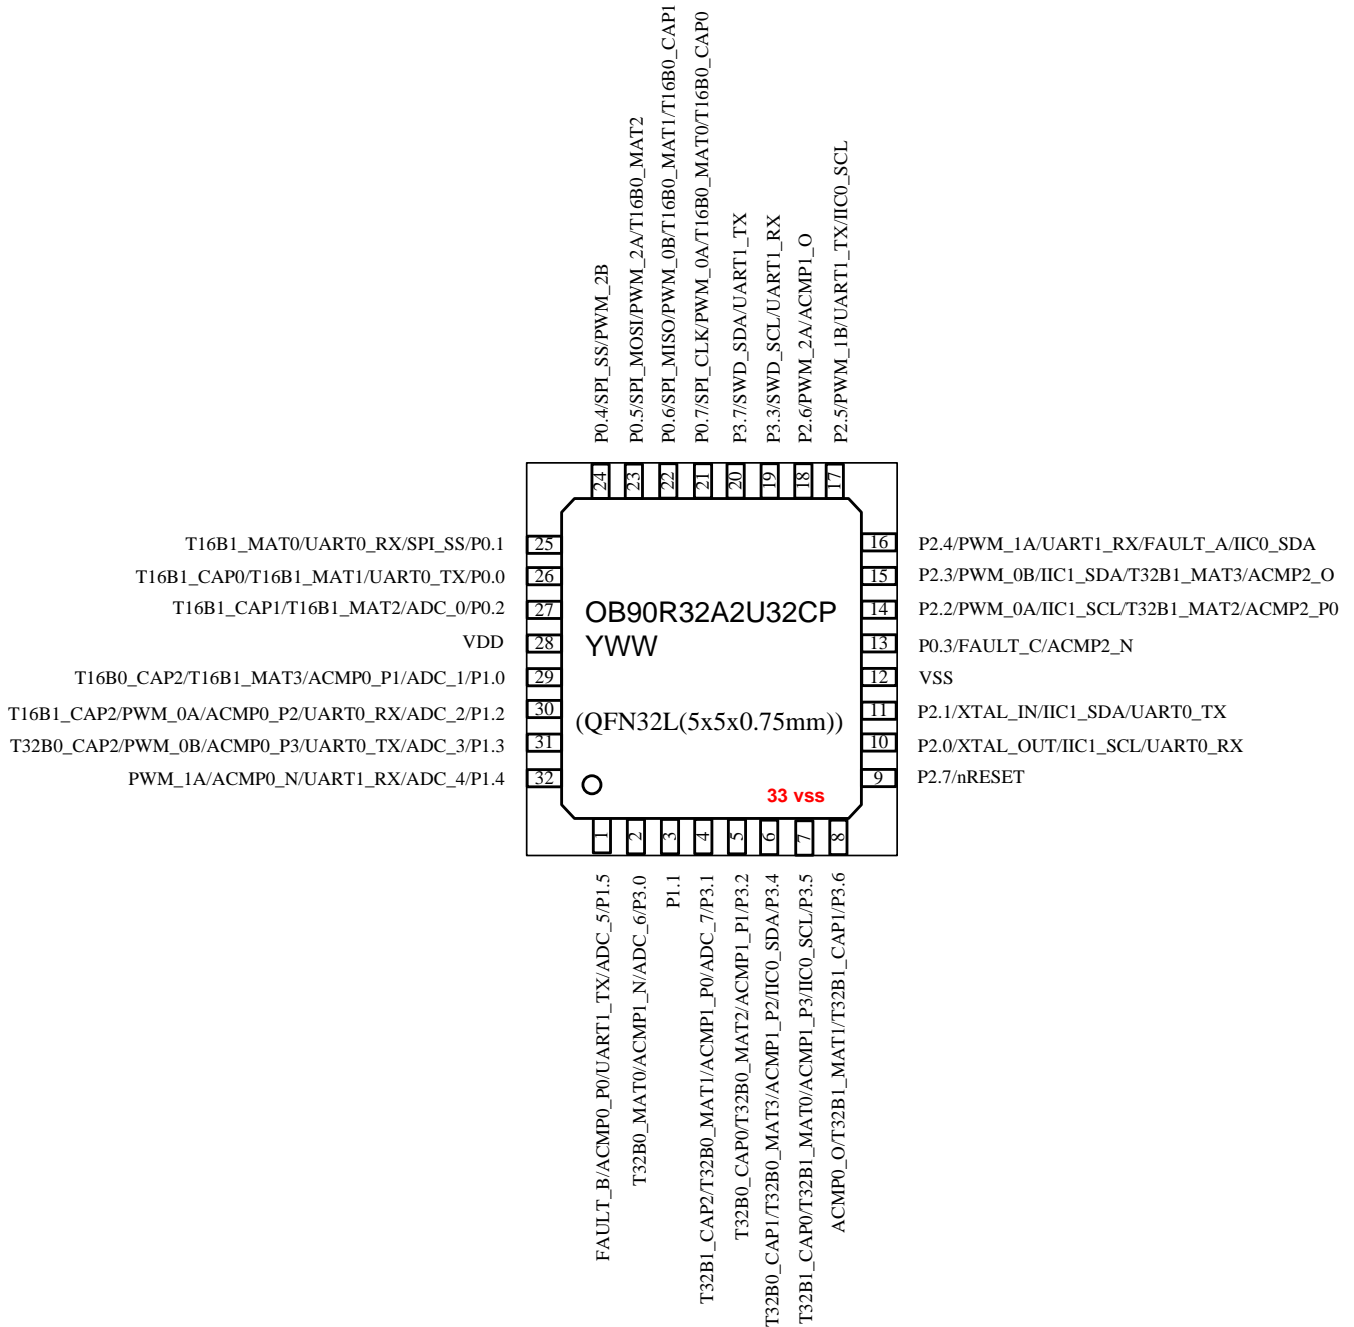 P0.4/SPI_SS/PWM_2B
P0.5/SPI_MOSI/PWM_2A/T16B0_MAT2
P0.6/SPI_MISO/PWM_0B/T16B0_MAT1/T16B0_CAP1
P0.7/SPI_CLK/PWM_0A/T16B0_MAT0/T16B0_CAP0
P3.7/SWD_SDA/UART1_TX
P3.3/SWD_SCL/UART1_RX
P2.6/PWM_2A/ACMP1_O
P2.5/PWM_1B/UART1_TX/IIC0_SCL
24
23
22
21
20
19
18
17
T16B1_MAT0/UART0_RX/SPI_SS/P0.1
25
T16B1_CAP0/T16B1_MAT1/UART0_TX/P0.0
26
T16B1_CAP1/T16B1_MAT2/ADC_0/P0.2
27
VDD
28
T16B0_CAP2/T16B1_MAT3/ACMP0_P1/ADC_1/P1.0
29
T16B1_CAP2/PWM_0A/ACMP0_P2/UART0_RX/ADC_2/P1.2
30
T32B0_CAP2/PWM_0B/ACMP0_P3/UART0_TX/ADC_3/P1.3
31
PWM_1A/ACMP0_N/UART1_RX/ADC_4/P1.4
32
OB90R32A2U32CP
YWW
(QFN32L(5x5x0.75mm))
33 vss
16
P2.4/PWM_1A/UART1_RX/FAULT_A/IIC0_SDA
15
P2.3/PWM_0B/IIC1_SDA/T32B1_MAT3/ACMP2_O
14
P2.2/PWM_0A/IIC1_SCL/T32B1_MAT2/ACMP2_P0
13
P0.3/FAULT_C/ACMP2_N
12
VSS
11
P2.1/XTAL_IN/IIC1_SDA/UART0_TX
10
P2.0/XTAL_OUT/IIC1_SCL/UART0_RX
9
P2.7/nRESET
1
2
3
4
5
6
7
8
FAULT_B/ACMP0_P0/UART1_TX/ADC_5/P1.5
T32B0_MAT0/ACMP1_N/ADC_6/P3.0
P1.1
T32B1_CAP2/T32B0_MAT1/ACMP1_P0/ADC_7/P3.1
T32B0_CAP0/T32B0_MAT2/ACMP1_P1/P3.2
T32B0_CAP1/T32B0_MAT3/ACMP1_P2/IIC0_SDA/P3.4
T32B1_CAP0/T32B1_MAT0/ACMP1_P3/IIC0_SCL/P3.5
ACMP0_O/T32B1_MAT1/T32B1_CAP1/P3.6